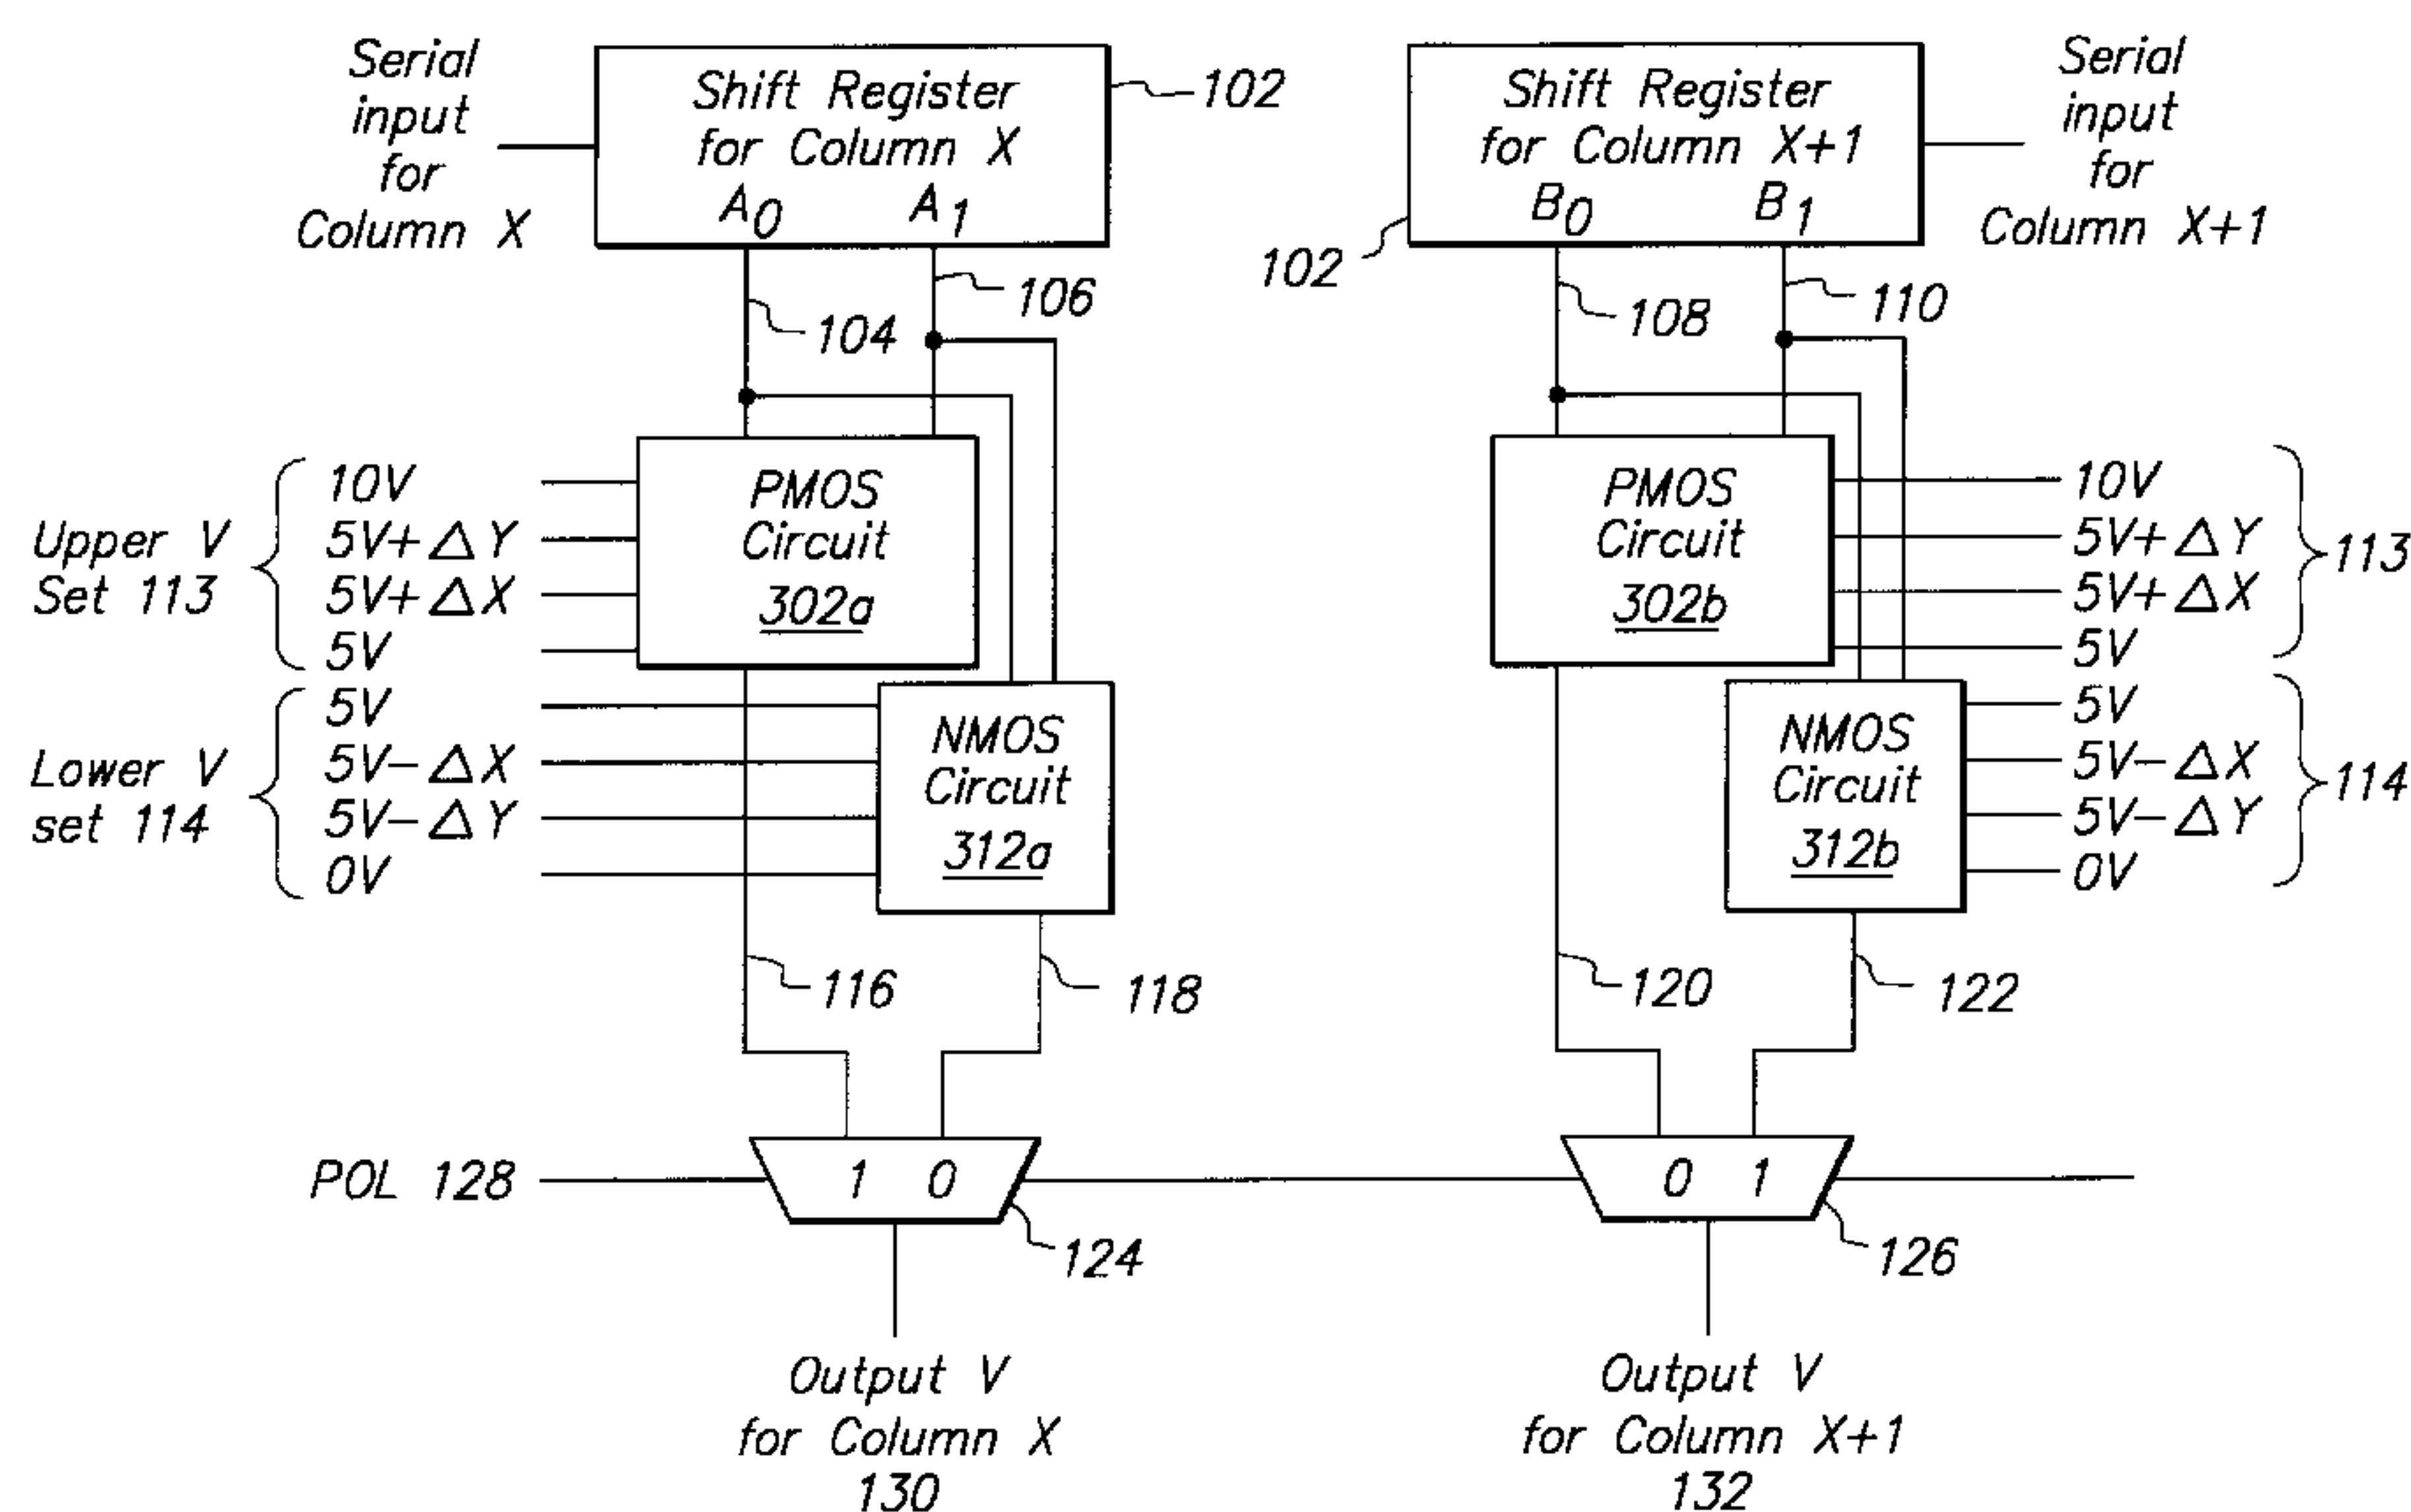 Serial
input
for
Column X
Shift Register
for Column X
A0 A1
102
Shift Register
for Column X+1
B0 B1
102
Serial
input
for
Column X+1
104
106
108
110
Upper V
Set 113
10V
5V+ΔY
5V+ΔX
5V
PMOS
Circuit
302a
PMOS
Circuit
302b
10V
5V+ΔY
5V+ΔX
5V
113
Lower V
set 114
5V
5V-ΔX
5V-ΔY
0V
NMOS
Circuit
312a
NMOS
Circuit
312b
5V
5V-ΔX
5V-ΔY
0V
114
116
118
120
122
POL 128
1 0
124
0 1
126
Output V
for Column X
130
Output V
for Column X+1
132